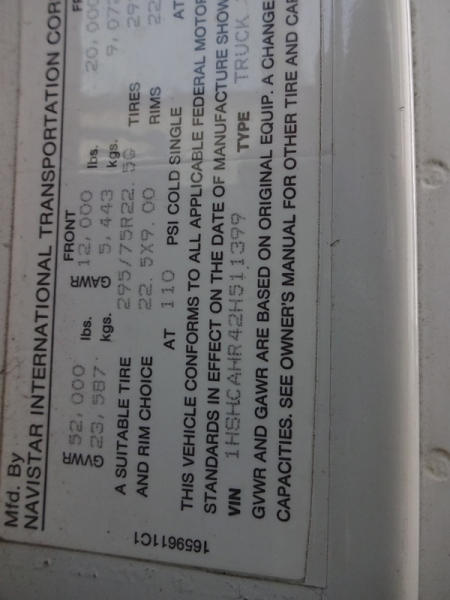 Mfd. By
NAVISTAR INTERNATIONAL TRANSPORTATION COR
FRONT
GVWR 52,000 lbs. GAWR 12,000 lbs. 20,000
23,587 kgs. 5,443 kgs. 9,07
A SUITABLE TIRE 295/75R22.5G TIRES 29
AND RIM CHOICE 22.5X9.00 RIMS 22
AT 110 PSI COLD SINGLE AT
THIS VEHICLE CONFORMS TO ALL APPLICABLE FEDERAL MOTOR
STANDARDS IN EFFECT ON THE DATE OF MANUFACTURE SHOW
VIN 1HSHCAHR42H511399 TYPE TRUCK
GVWR AND GAWR ARE BASED ON ORIGINAL EQUIP. A CHANGE
CAPACITIES. SEE OWNER'S MANUAL FOR OTHER TIRE AND CAP
1659611C1